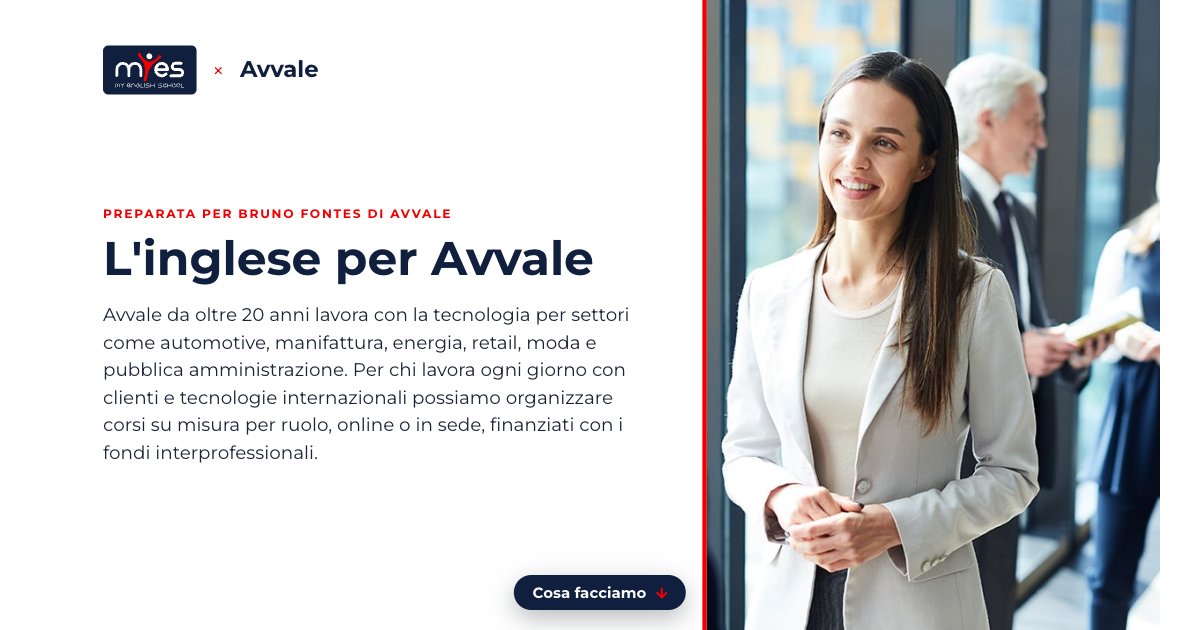 myes
MY ENGLISH SCHOOL
× Avvale
PREPARATA PER BRUNO FONTES DI AVVALE
L'inglese per Avvale
Avvale da oltre 20 anni lavora con la tecnologia per settori
come automotive, manifattura, energia, retail, moda e
pubblica amministrazione. Per chi lavora ogni giorno con
clienti e tecnologie internazionali possiamo organizzare
corsi su misura per ruolo, online o in sede, finanziati con i
fondi interprofessionali.
Cosa facciamo ↓